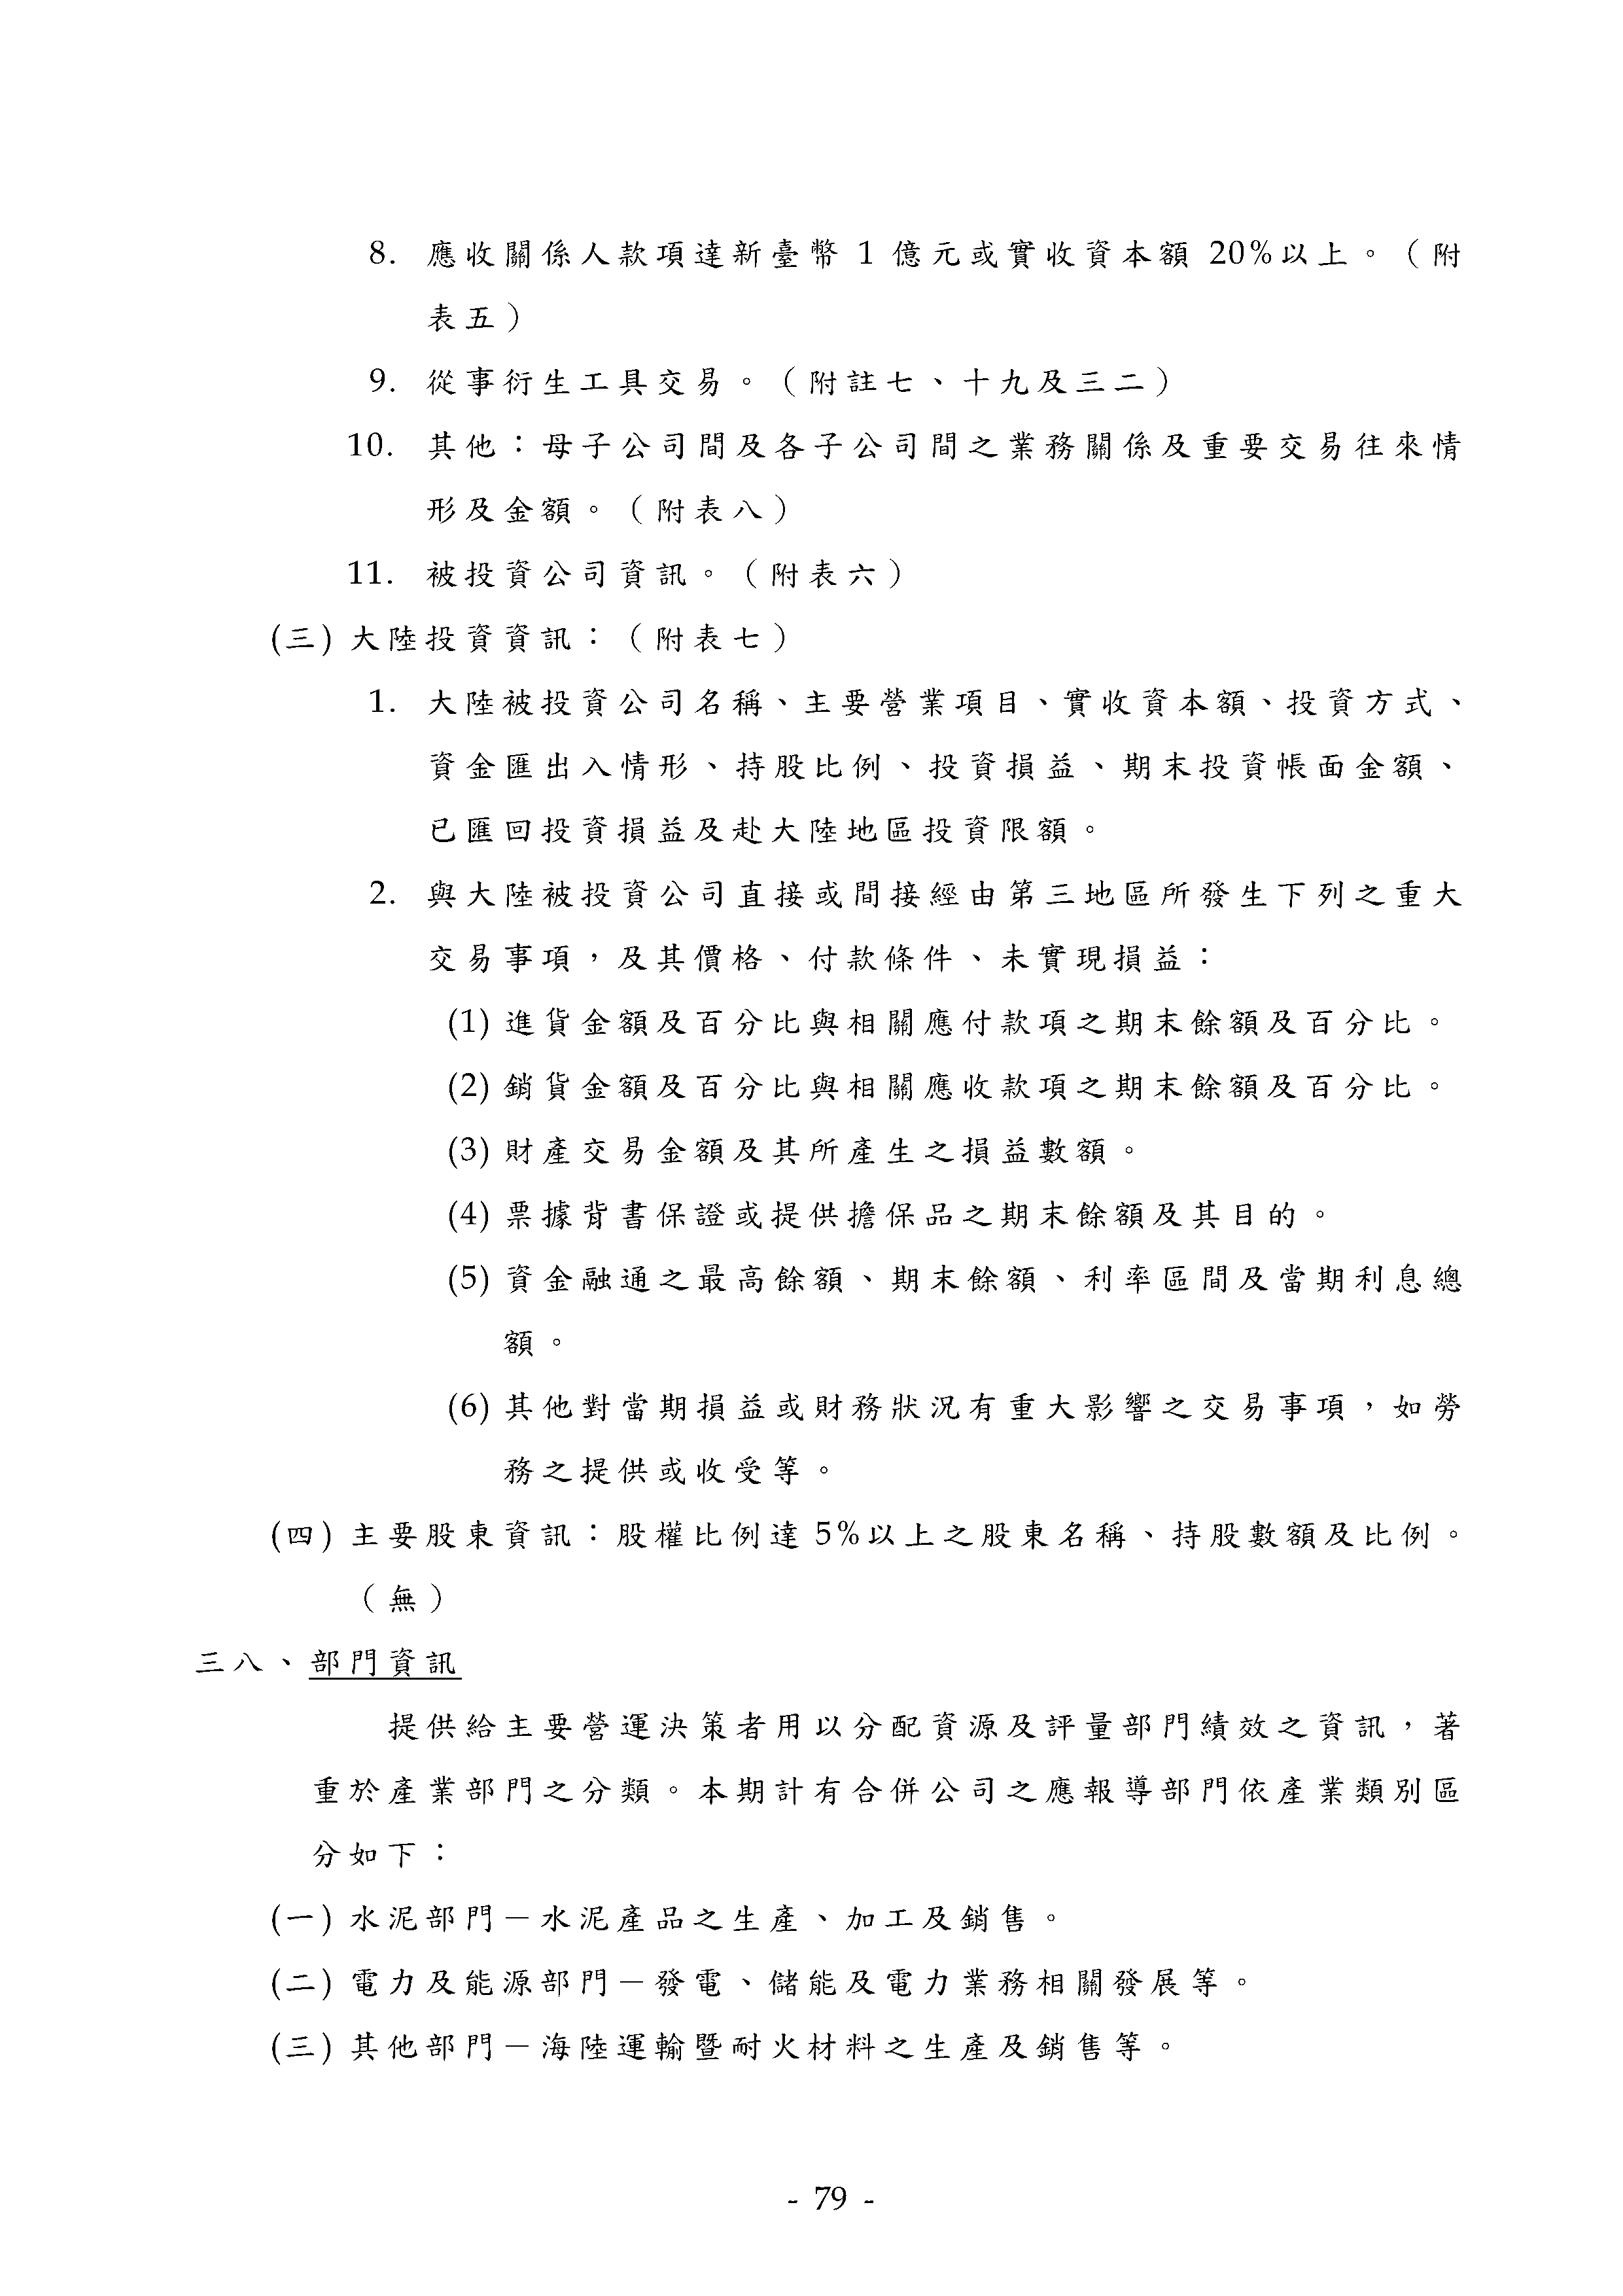 8. 應收關係人款項達新臺幣 1 億元或實收資本額 20%以上。（附
表五）
9. 從事衍生工具交易。（附註七、十九及三二）
10. 其他：母子公司間及各子公司間之業務關係及重要交易往來情
形及金額。（附表八）
11. 被投資公司資訊。（附表六）
(三) 大陸投資資訊：（附表七）
1. 大陸被投資公司名稱、主要營業項目、實收資本額、投資方式、
資金匯出入情形、持股比例、投資損益、期末投資帳面金額、
已匯回投資損益及赴大陸地區投資限額。
2. 與大陸被投資公司直接或間接經由第三地區所發生下列之重大
交易事項，及其價格、付款條件、未實現損益：
(1) 進貨金額及百分比與相關應付款項之期末餘額及百分比。
(2) 銷貨金額及百分比與相關應收款項之期末餘額及百分比。
(3) 財產交易金額及其所產生之損益數額。
(4) 票據背書保證或提供擔保品之期末餘額及其目的。
(5) 資金融通之最高餘額、期末餘額、利率區間及當期利息總
額。
(6) 其他對當期損益或財務狀況有重大影響之交易事項，如勞
務之提供或收受等。
(四) 主要股東資訊：股權比例達 5%以上之股東名稱、持股數額及比例。
（無）
三八、部門資訊
提供給主要營運決策者用以分配資源及評量部門績效之資訊，著
重於產業部門之分類。本期計有合併公司之應報導部門依產業類別區
分如下：
(一) 水泥部門－水泥產品之生產、加工及銷售。
(二) 電力及能源部門－發電、儲能及電力業務相關發展等。
(三) 其他部門－海陸運輸暨耐火材料之生產及銷售等。
- 79 -